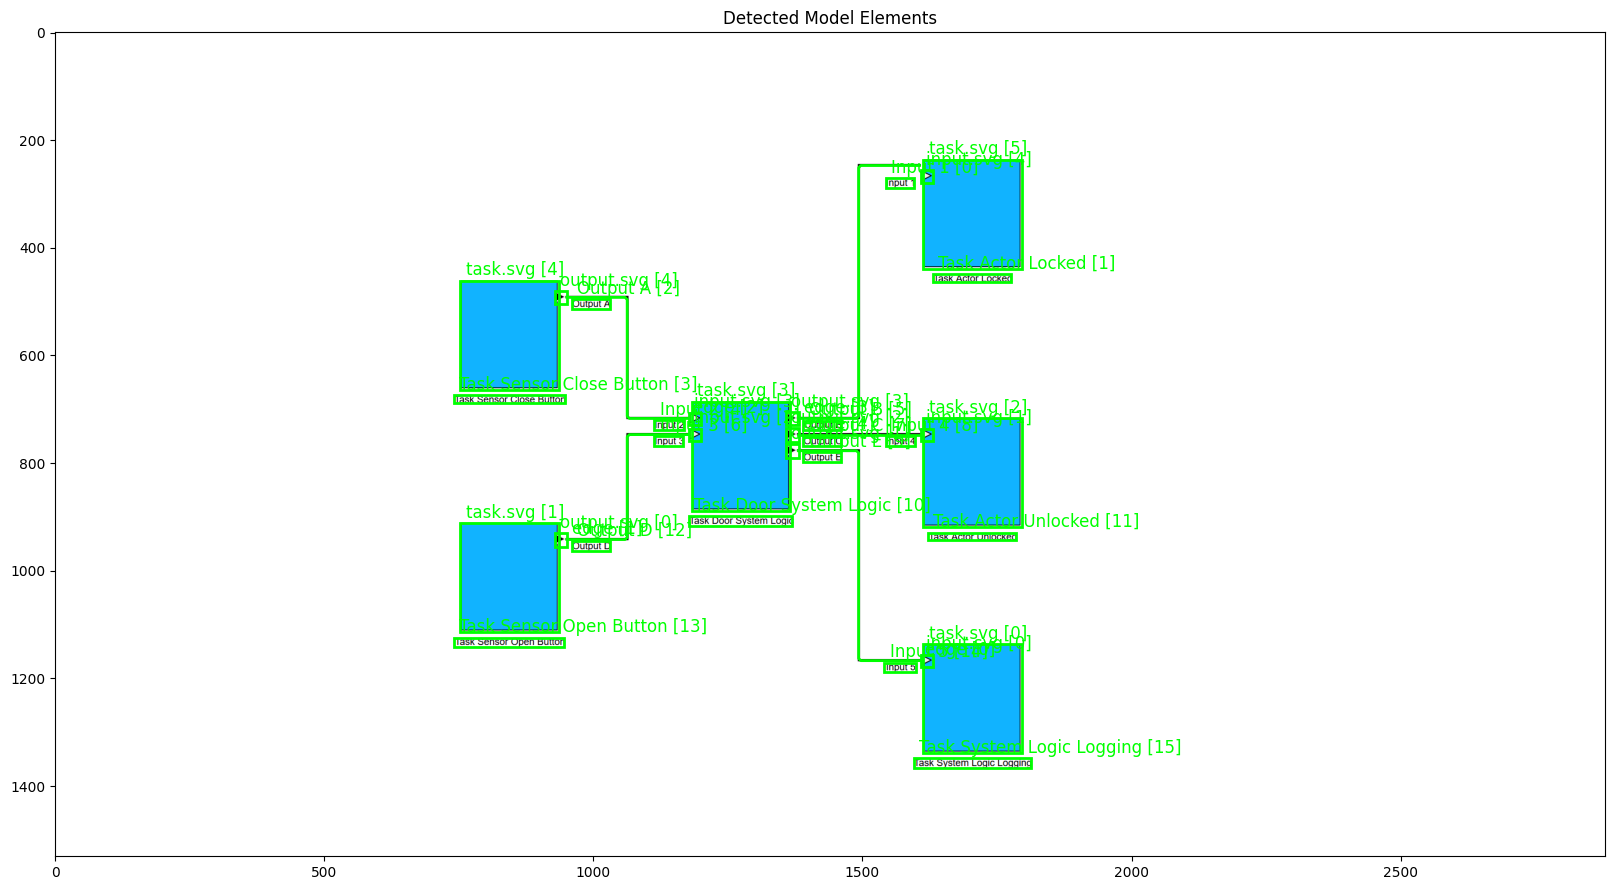 Detected Model Elements
0
200
task.svg [5]
input.svg [4]
Input 1
400
Task Actor Locked [1]
Task Actor Locked
task.svg [4]
output.svg [4]
Output A [2]
Output A
600
Task Sensor Close Button [3]
Task Sensor Close Button
task.svg [3]
task.svg [2]
Input 2
Input 3
Output C
Input 4
Output E
800
Task Door System Logic [10]
Task Door System Logic
Task Actor Unlocked [11]
Task Actor Unlocked
task.svg [1]
output.svg [0]
Output D [12]
Output D
1000
Task Sensor Open Button [13]
Task Sensor Open Button
task.svg [0]
input.svg [0]
Input 5
1200
Task System Logic Logging [15]
Task System Logic Logging
1400
0
500
1000
1500
2000
2500